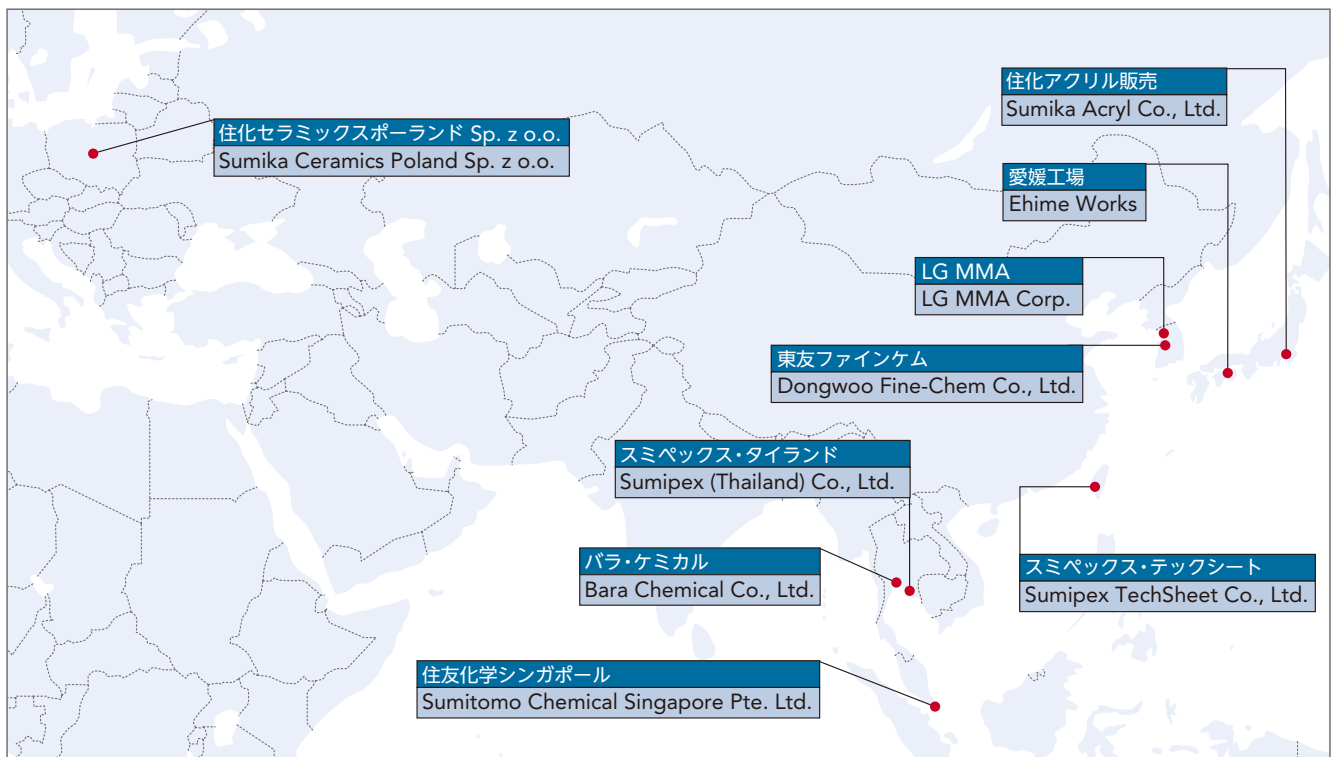 住化アクリル販売
Sumika Acryl Co., Ltd.
住化セラミックスポーランド Sp. z o.o.
Sumika Ceramics Poland Sp. z o.o.
愛媛工場
Ehime Works
LG MMA
LG MMA Corp.
東友ファインケム
Dongwoo Fine-Chem Co., Ltd.
スミペックス・タイランド
Sumipex (Thailand) Co., Ltd.
バラ・ケミカル
Bara Chemical Co., Ltd.
スミペックス・テックシート
Sumipex TechSheet Co., Ltd.
住友化学シンガポール
Sumitomo Chemical Singapore Pte. Ltd.